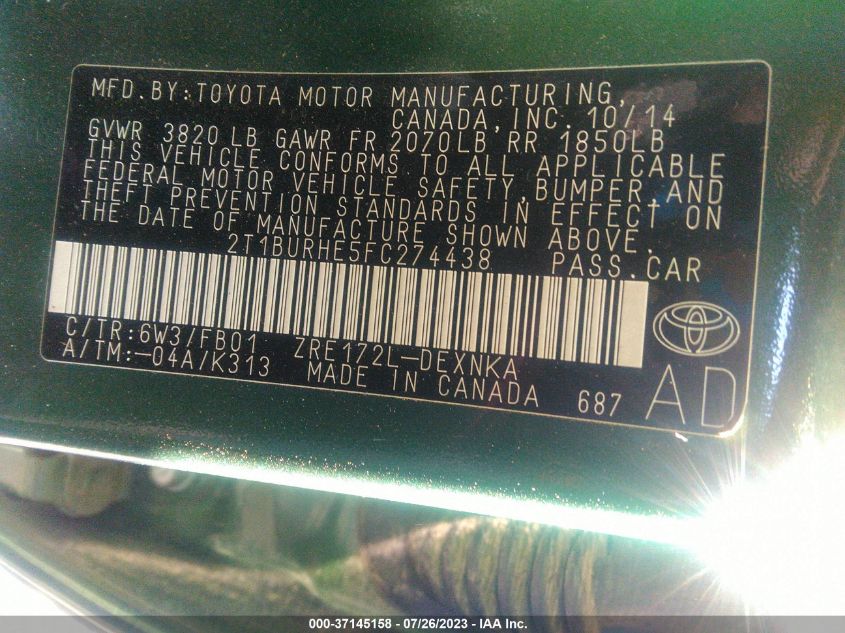 MFD.BY:TOYOTA MOTOR MANUFACTURING,
CANADA, INC. 10/14
GVWR 3820 LB GAWR FR 2070LB RR 1850LB
THIS VEHICLE CONFORMS TO ALL APPLICABLE
FEDERAL MOTOR VEHICLE SAFETY,BUMPER,AND
THEFT PREVENTION STANDARDS IN EFFECT ON
THE DATE OF MANUFACTURE SHOWN ABOVE.
2T1BURHE5FC274438 PASS.CAR
C/TR:6W3/FB01 ZRE172L-DEXNKA
A/TM:-04A/K313 MADE IN CANADA 687 AD
000-37145158 - 07/26/2023 - IAA Inc.